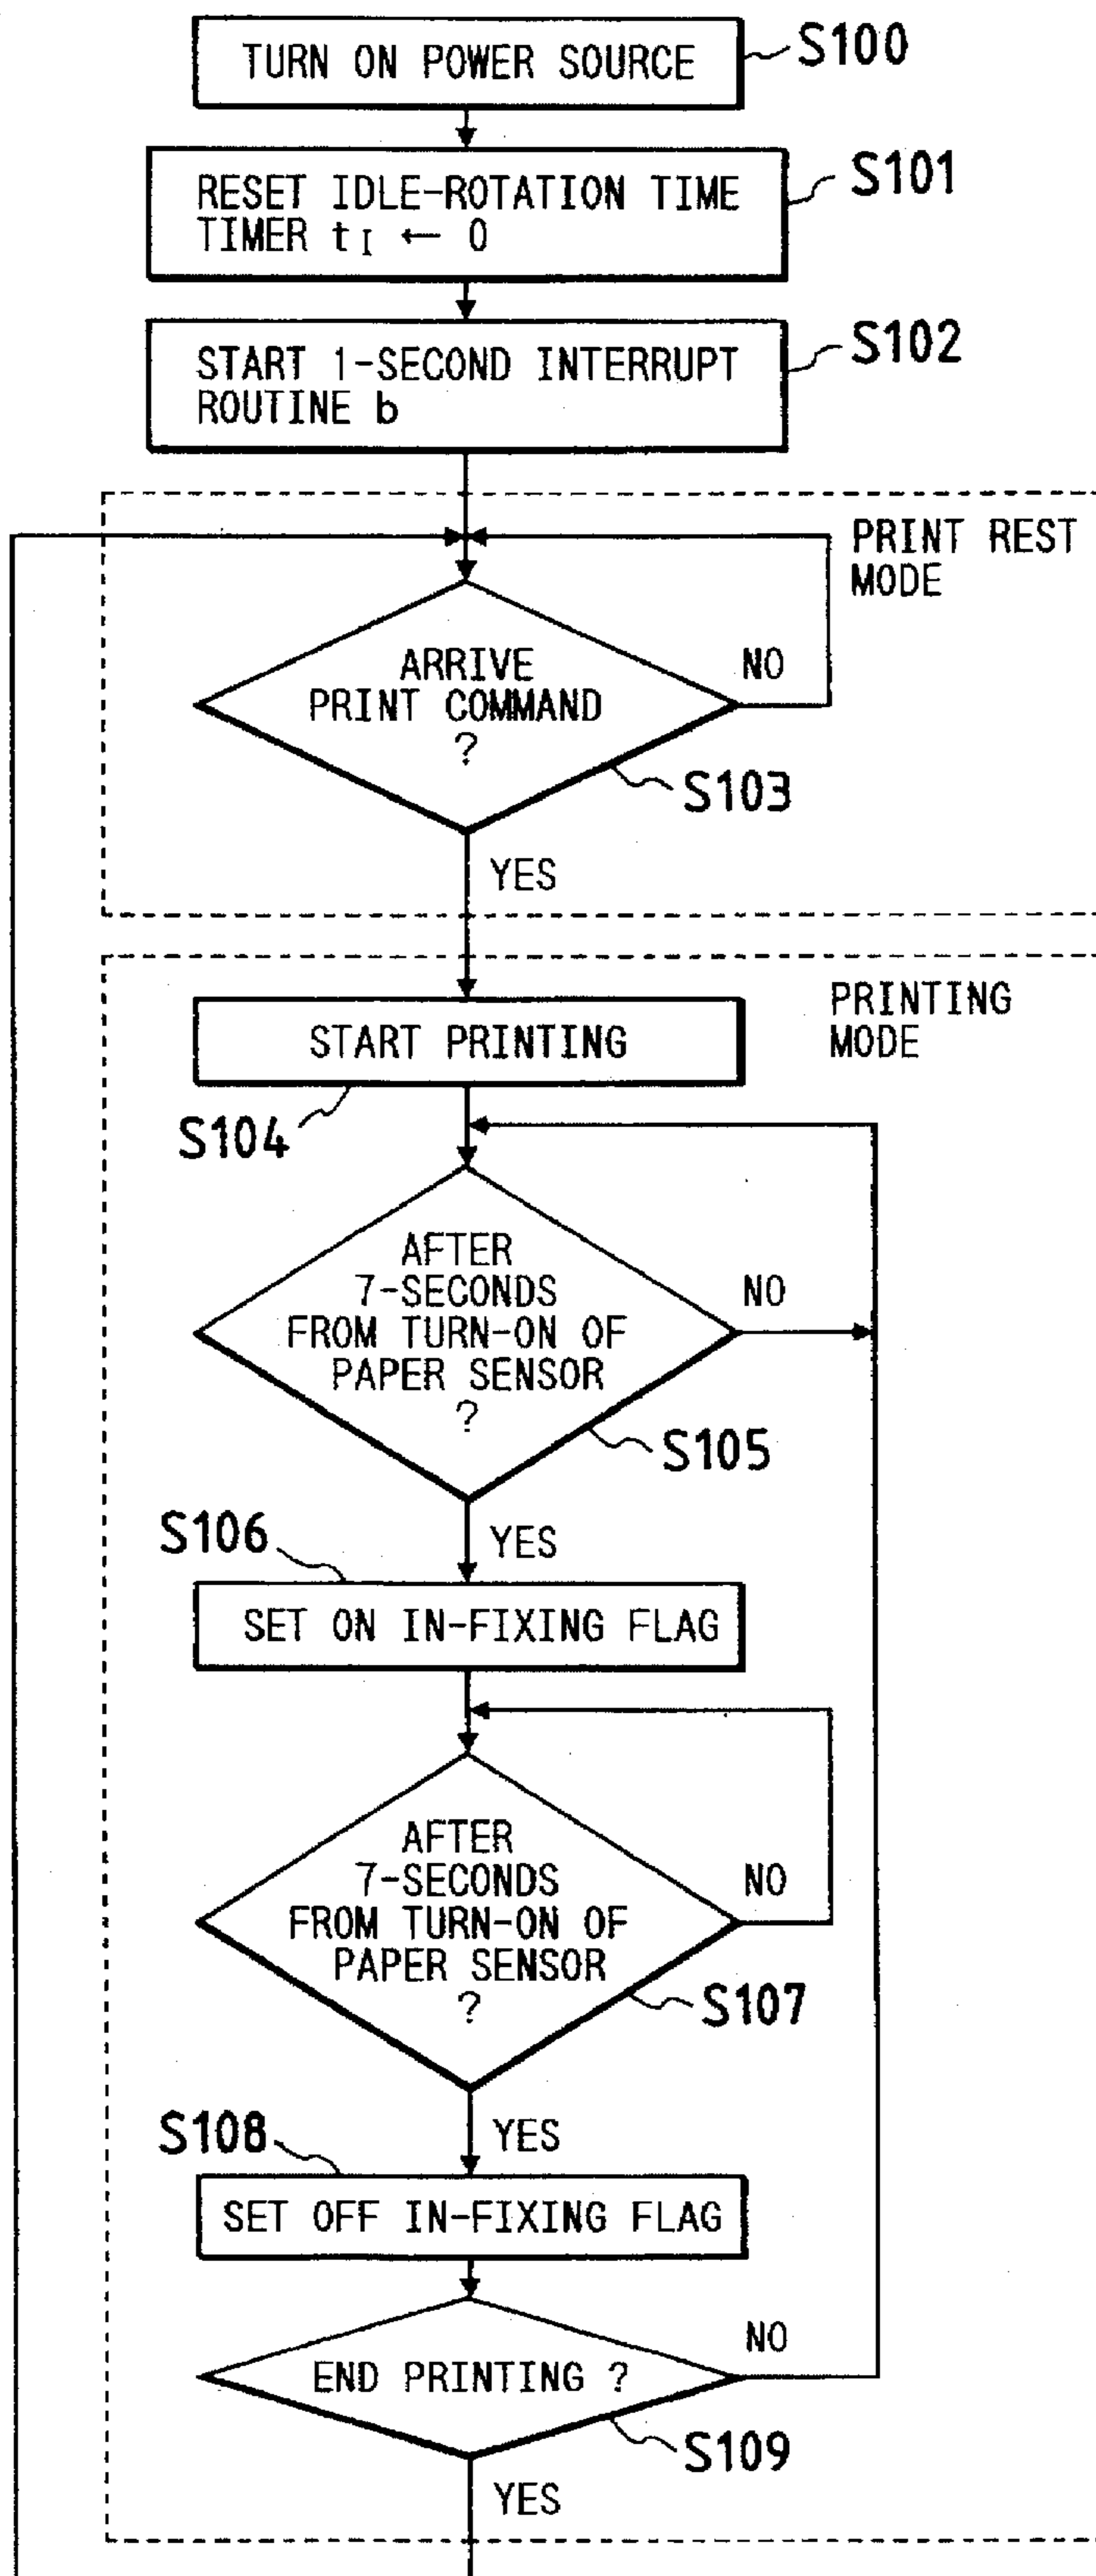 TURN ON POWER SOURCE
S100
RESET IDLE-ROTATION TIME
TIMER tI ← 0
S101
START 1-SECOND INTERRUPT
ROUTINE b
S102
PRINT REST
MODE
ARRIVE
PRINT COMMAND
?
NO
S103
YES
PRINTING
MODE
START PRINTING
S104
AFTER
7-SECONDS
FROM TURN-ON OF
PAPER SENSOR
?
NO
S105
YES
S106
SET ON IN-FIXING FLAG
AFTER
7-SECONDS
FROM TURN-ON OF
PAPER SENSOR
?
NO
S107
YES
S108
SET OFF IN-FIXING FLAG
END PRINTING ?
NO
S109
YES